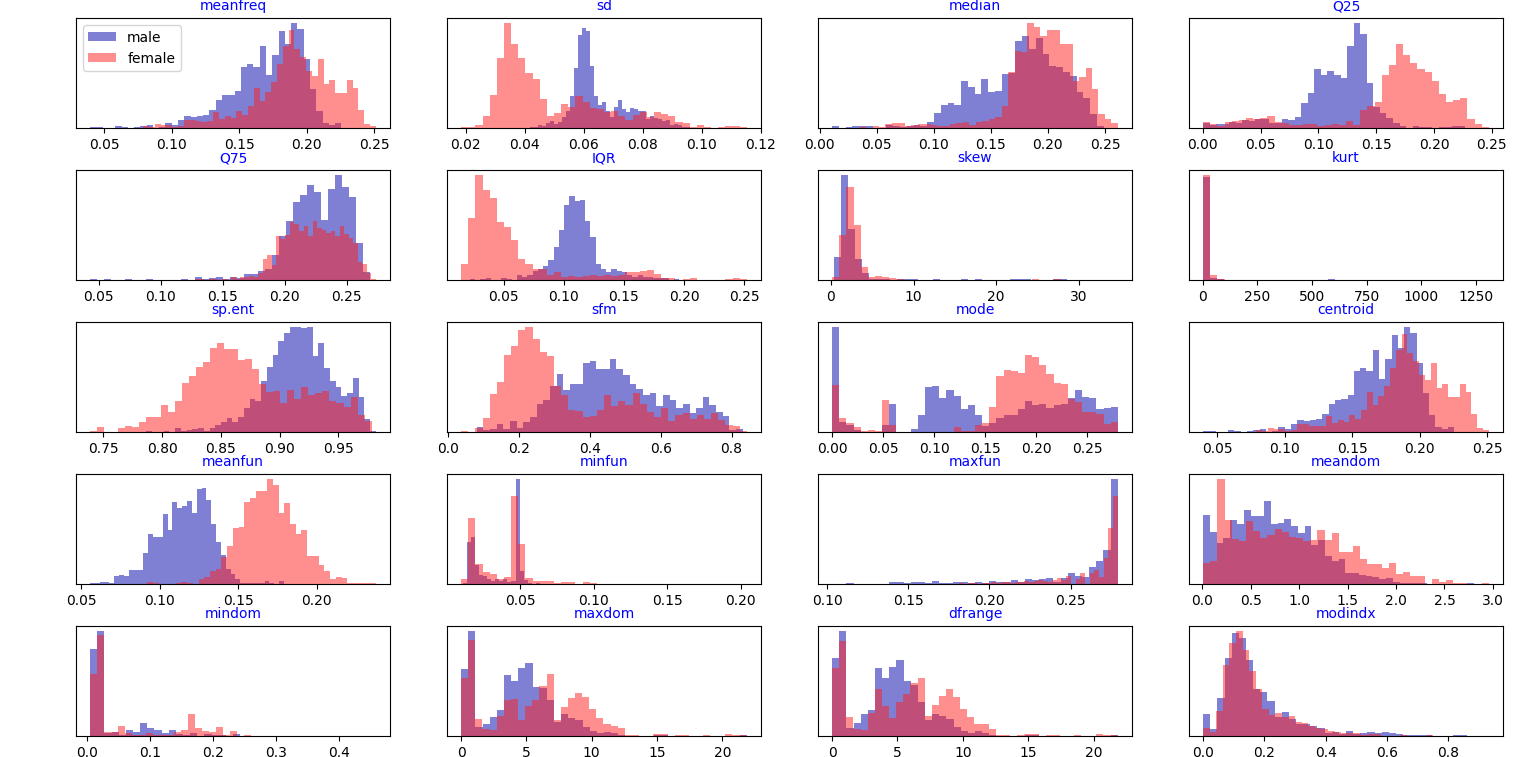 meanfreq sd median Q25
male
female
0.05 0.10 0.15 0.20 0.25 0.02 0.04 0.06 0.08 0.10 0.12 0.00 0.05 0.10 0.15 0.20 0.25 0.00 0.05 0.10 0.15 0.20 0.25
Q75 IQR skew kurt
0.05 0.10 0.15 0.20 0.25 0.05 0.10 0.15 0.20 0.25 0 10 20 30 0 250 500 750 1000 1250
sp.ent sfm mode centroid
0.75 0.80 0.85 0.90 0.95 0.0 0.2 0.4 0.6 0.8 0.00 0.05 0.10 0.15 0.20 0.25 0.05 0.10 0.15 0.20 0.25
meanfun minfun maxfun meandom
0.05 0.10 0.15 0.20 0.05 0.10 0.15 0.20 0.10 0.15 0.20 0.25 0.0 0.5 1.0 1.5 2.0 2.5 3.0
mindom maxdom dfrange modindx
0.0 0.1 0.2 0.3 0.4 0 5 10 15 20 0 5 10 15 20 0.0 0.2 0.4 0.6 0.8